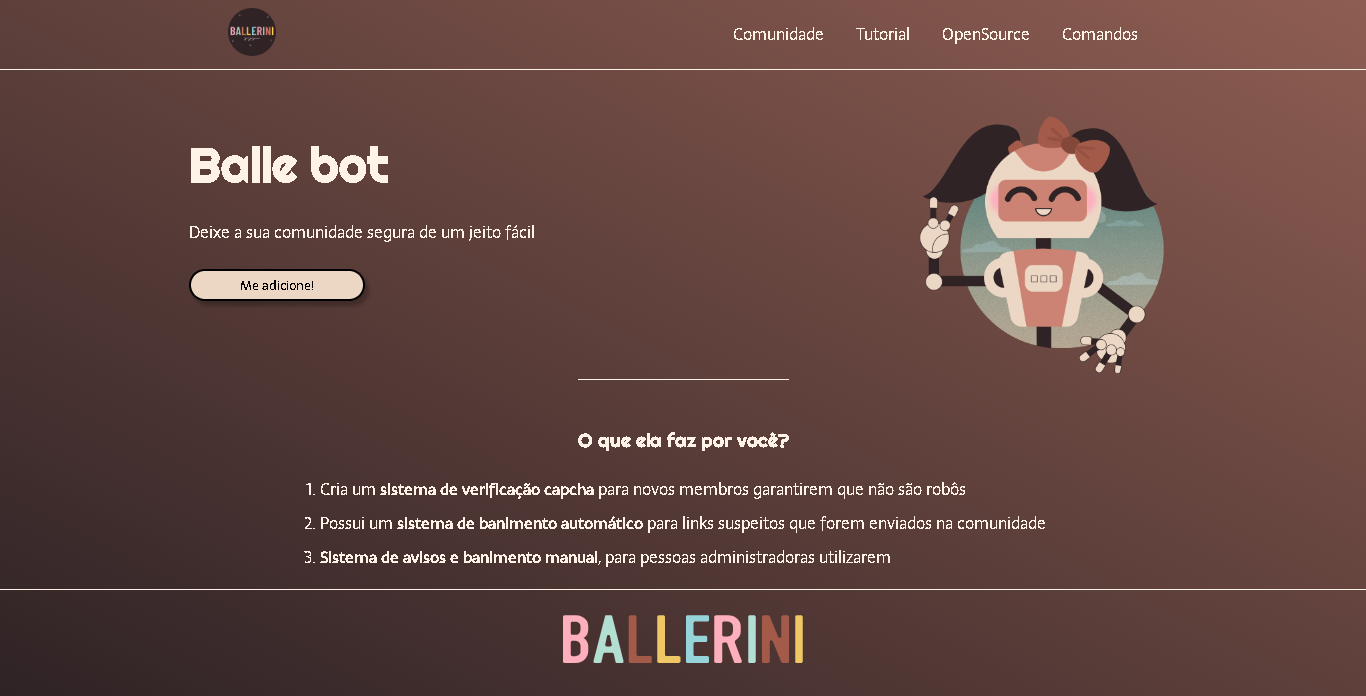 BALLERINI
Comunidade Tutorial OpenSource Comandos
Balle bot
Deixe a sua comunidade segura de um jeito fácil
Me adicione!
O que ela faz por você?
1. Cria um sistema de verificação capcha para novos membros garantirem que não são robôs
2. Possui um sistema de banimento automático para links suspeitos que forem enviados na comunidade
3. Sistema de avisos e banimento manual, para pessoas administradoras utilizarem
BALLERINI